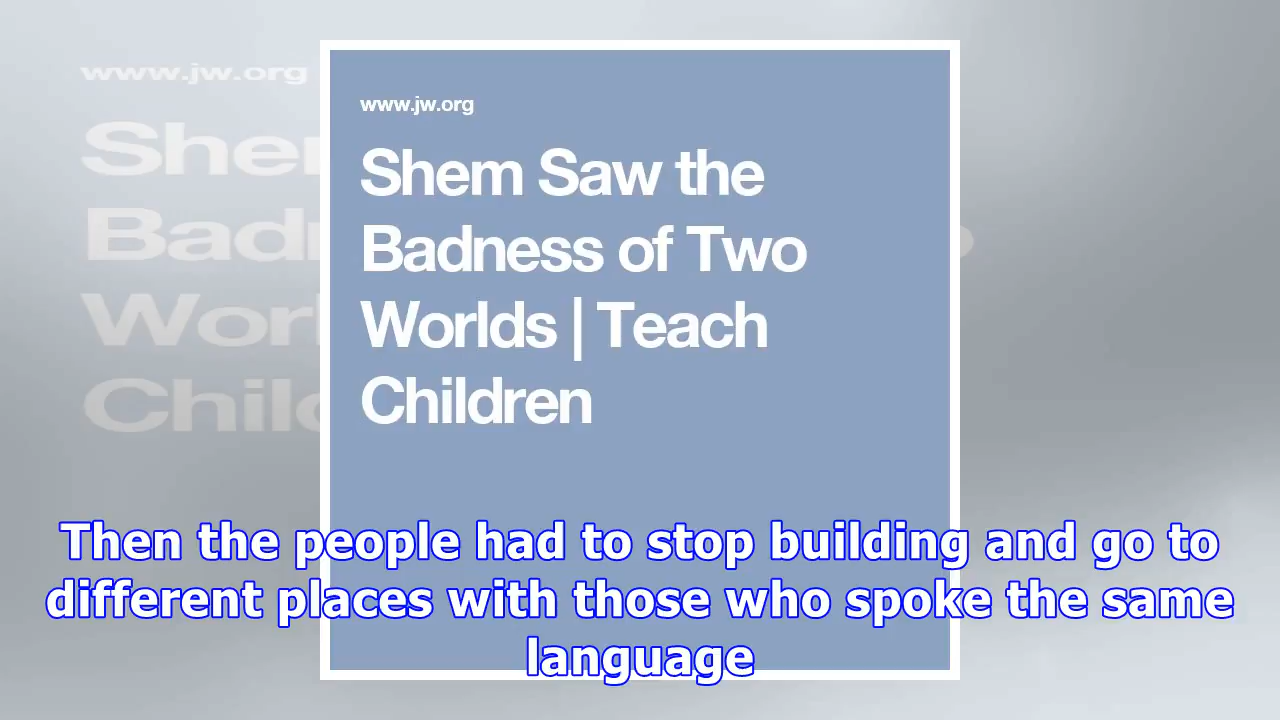 www.jw.org
Shem Saw the
Badness of Two
Worlds | Teach
Children
Then the people had to stop building and go to
different places with those who spoke the same
language